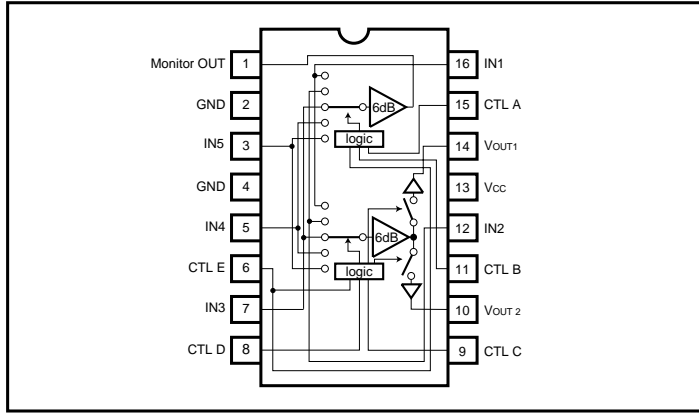 Monitor OUT 1 16 IN1
GND 2 6dB 15 CTL A
IN5 3 logic 14 VOUT1
GND 4 13 VCC
IN4 5 6dB 12 IN2
CTL E 6 logic 11 CTL B
IN3 7 10 VOUT 2
CTL D 8 9 CTL C